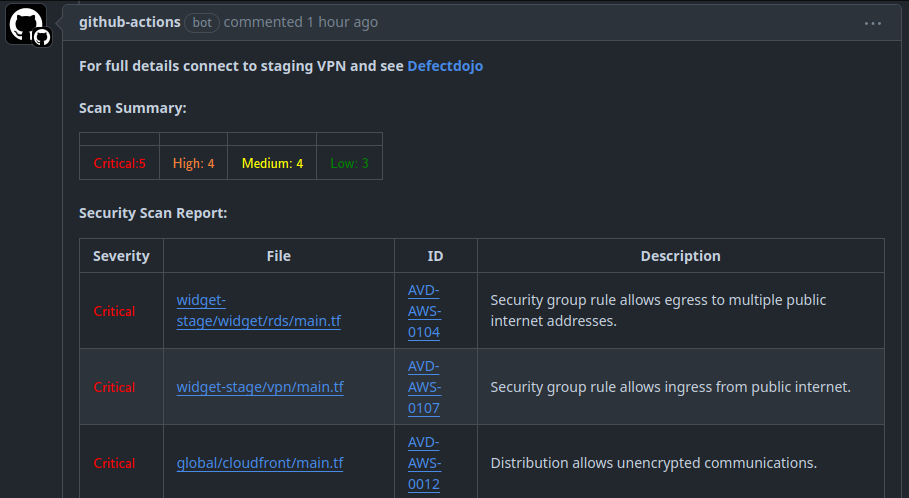 github-actions bot commented 1 hour ago ...
For full details connect to staging VPN and see Defectdojo
Scan Summary:
Critical:5 High: 4 Medium: 4 Low: 3
Security Scan Report:
Severity File ID Description
Critical
widget-
stage/widget/rds/main.tf
AVD-
AWS-
0104
Security group rule allows egress to multiple public
internet addresses.
Critical
widget-stage/vpn/main.tf
AVD-
AWS-
0107
Security group rule allows ingress from public internet.
Critical
global/cloudfront/main.tf
AVD-
AWS-
0012
Distribution allows unencrypted communications.